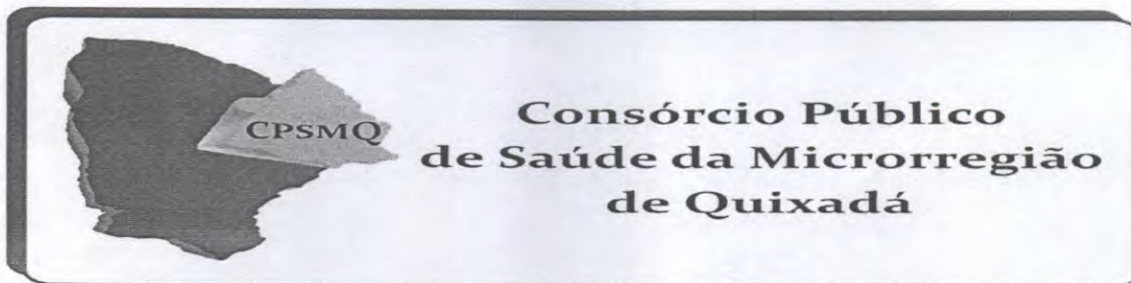 CPSMQ
Consórcio Público
de Saúde da Microrregião
de Quixadá